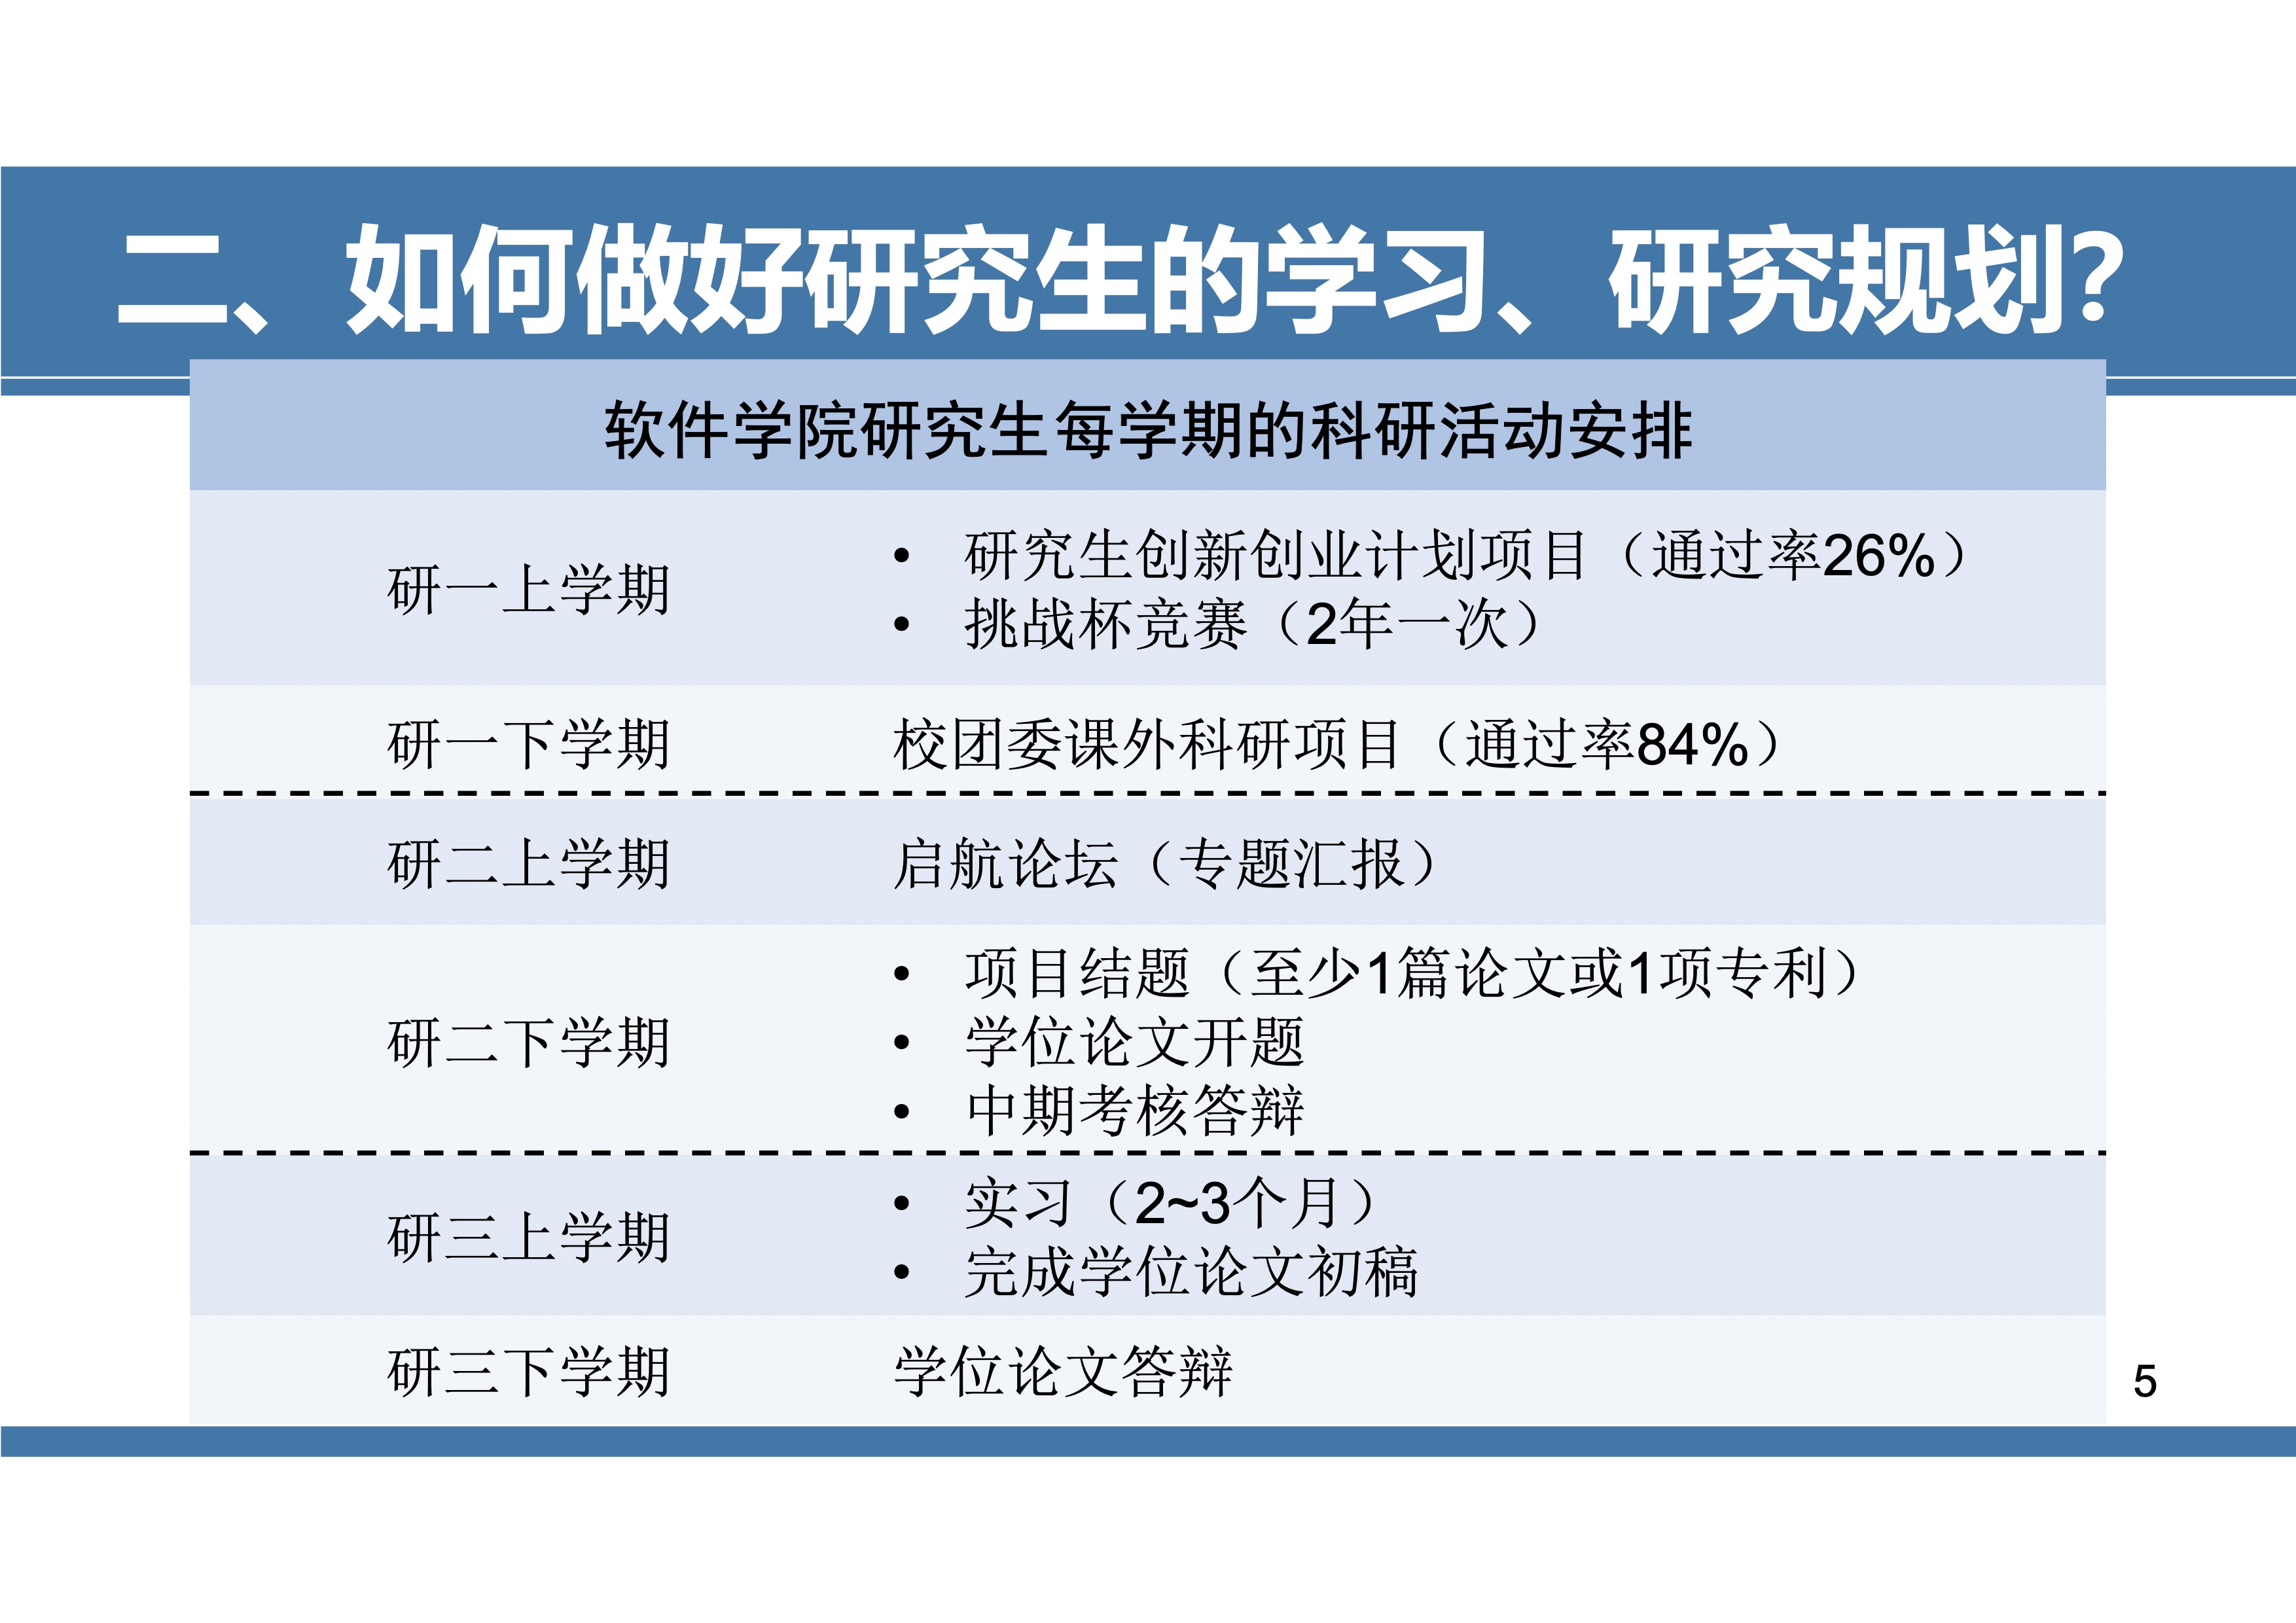 二、如何做好研究生的学习、研究规划？
软件学院研究生每学期的科研活动安排
研一上学期
• 研究生创新创业计划项目（通过率26%）
• 挑战杯竞赛（2年一次）
研一下学期
校团委课外科研项目（通过率84%）
研二上学期
启航论坛（专题汇报）
研二下学期
• 项目结题（至少1篇论文或1项专利）
• 学位论文开题
• 中期考核答辩
研三上学期
• 实习（2~3个月）
• 完成学位论文初稿
研三下学期
学位论文答辩
5